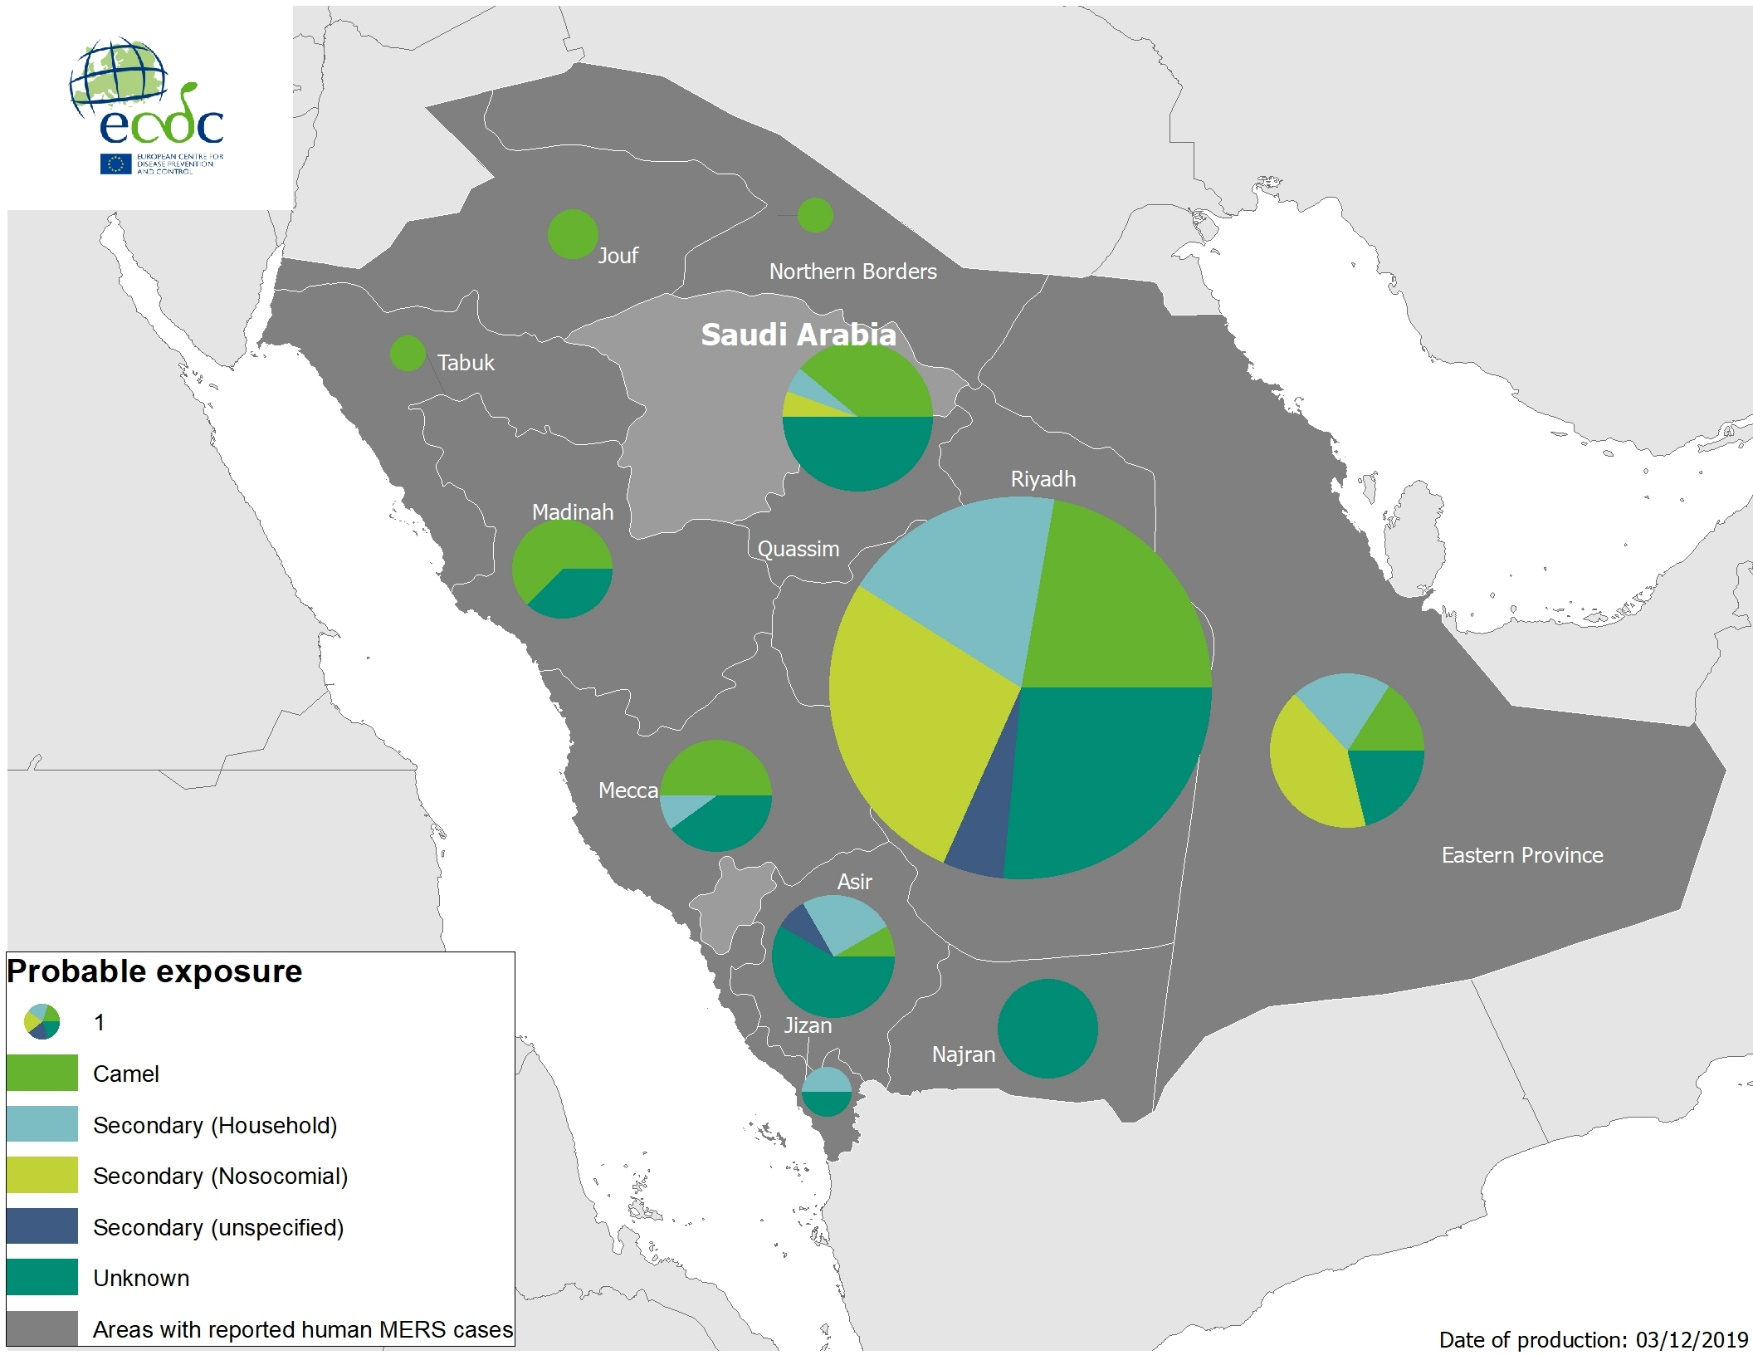 ecdc
EUROPEAN CENTRE FOR
DISEASE PREVENTION
AND CONTROL
Jouf
Northern Borders
Saudi Arabia
Tabuk
Riyadh
Madinah
Quassim
Mecca
Eastern Province
Asir
Jizan
Najran
Probable exposure
1
Camel
Secondary (Household)
Secondary (Nosocomial)
Secondary (unspecified)
Unknown
Areas with reported human MERS cases
Date of production: 03/12/2019